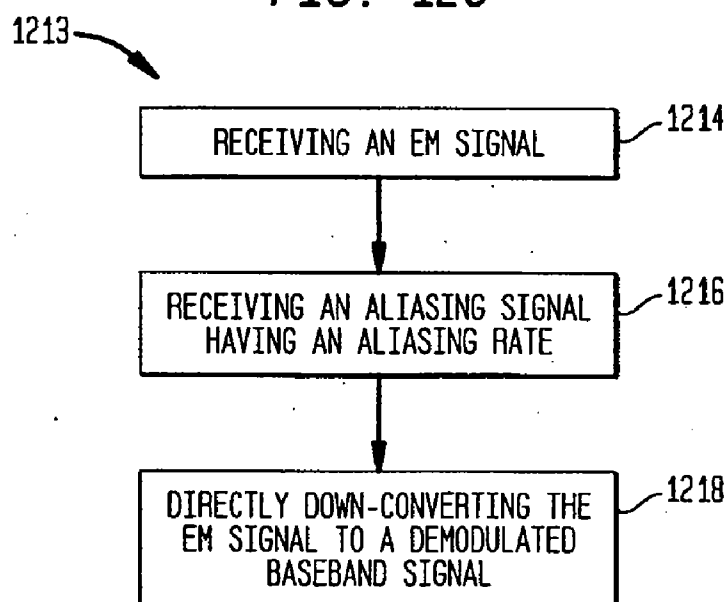 1213
RECEIVING AN EM SIGNAL
1214
RECEIVING AN ALIASING SIGNAL
HAVING AN ALIASING RATE
1216
DIRECTLY DOWN-CONVERTING THE
EM SIGNAL TO A DEMODULATED
BASEBAND SIGNAL
1218